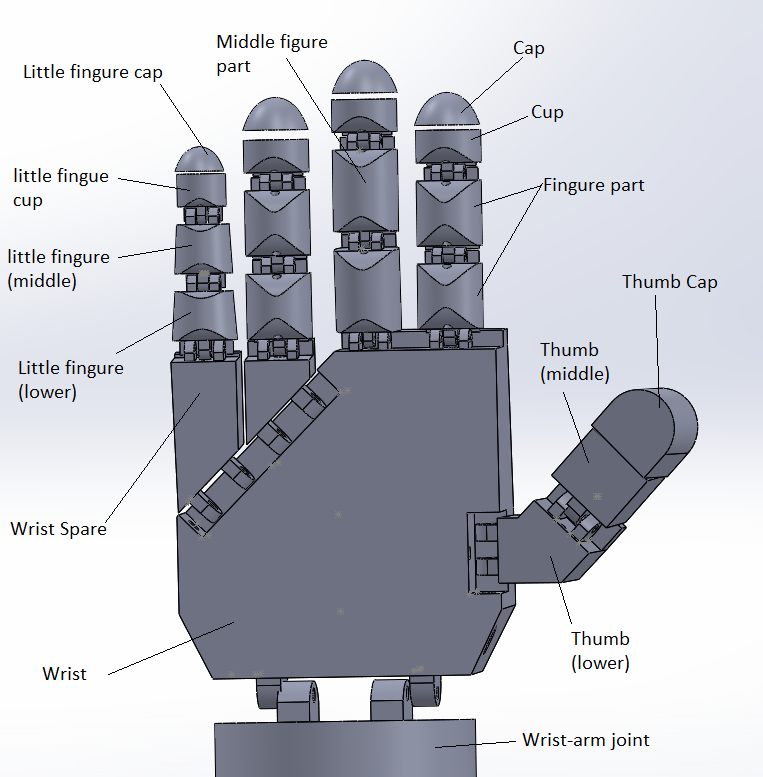 Middle figure
part
Cap
Little fingure cap
Cup
little fingue
cup
Fingure part
little fingure
(middle)
Thumb Cap
Thumb
(middle)
Little fingure
(lower)
Wrist Spare
Thumb
(lower)
Wrist
Wrist-arm joint